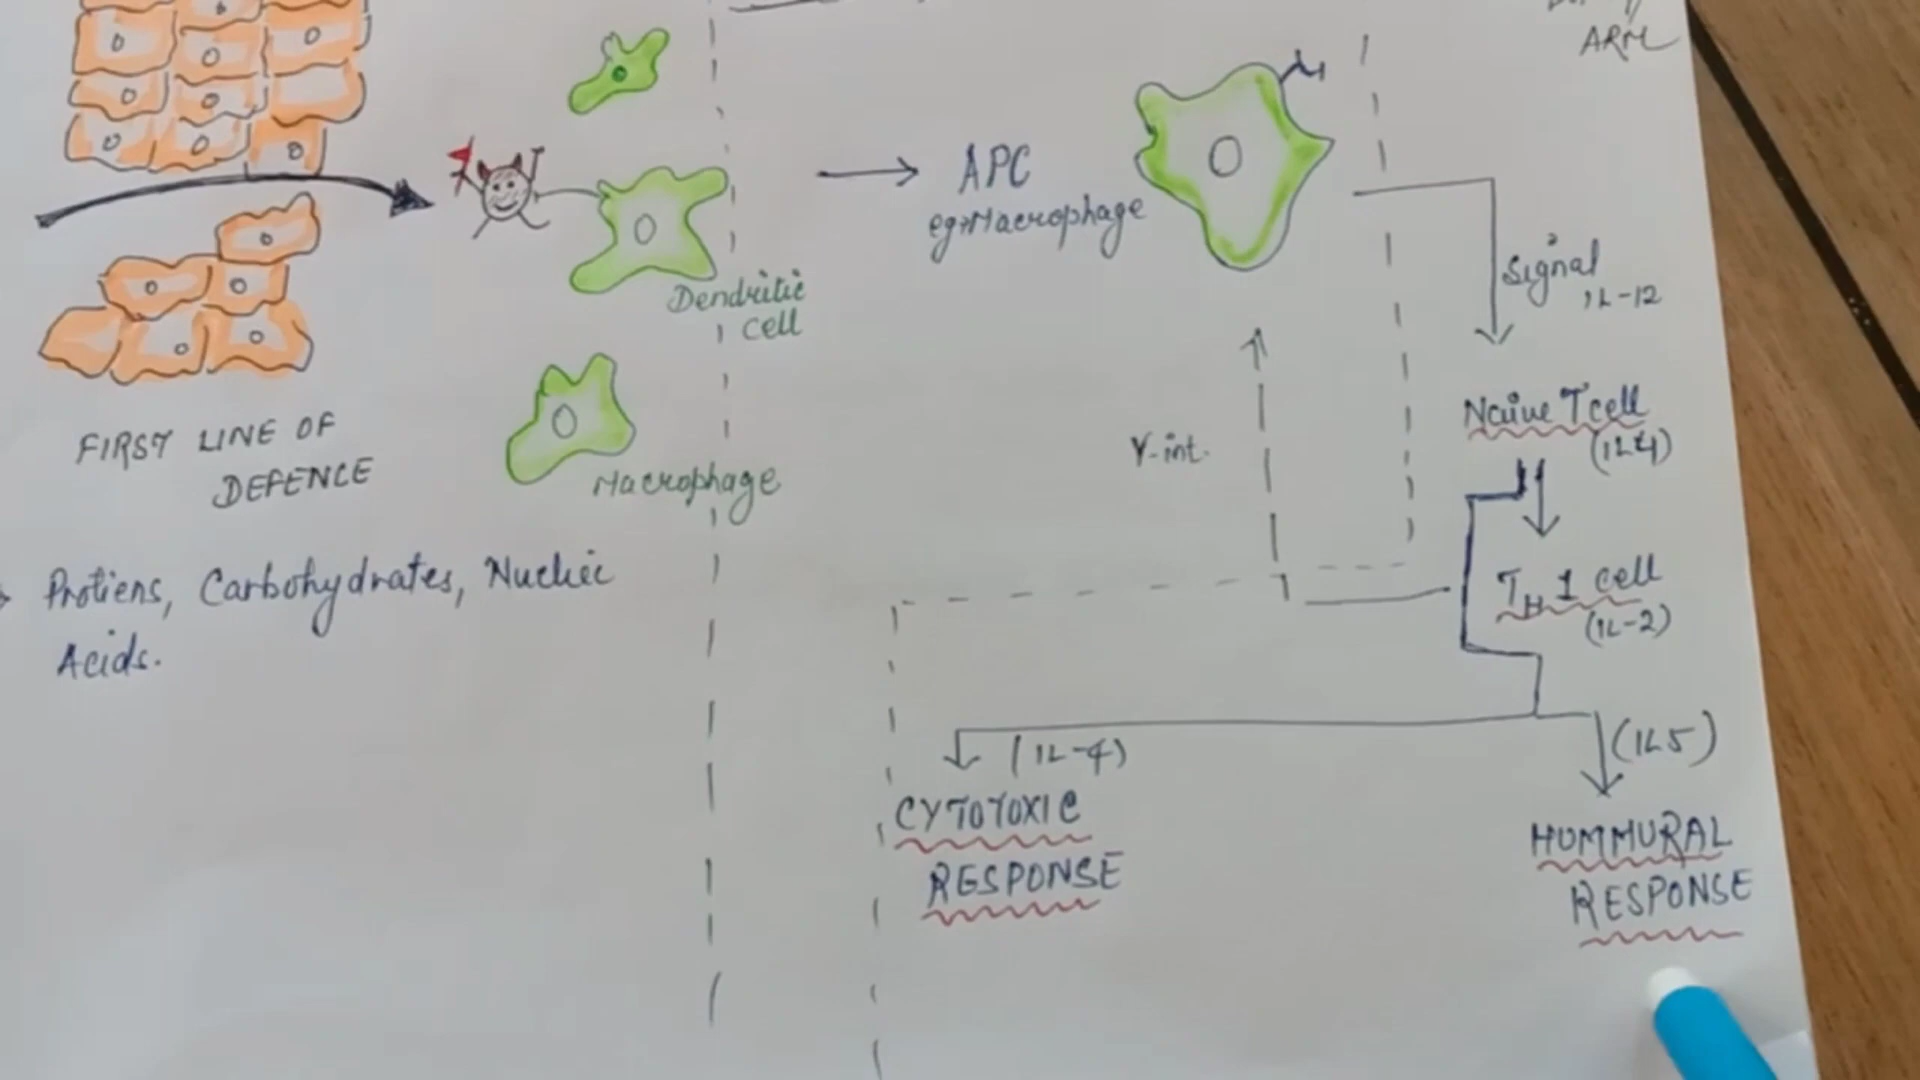 ARM
APC
eg→Macrophage
Signal
IL-12
Dendritic
cell
Naive T cell
(IL4)
FIRST LINE OF
DEFENCE
Macrophage
γ-int.
Protiens, Carbohydrates, Nucliec
Acids.
TH 1 cell
(IL-2)
(IL-4)
(IL5)
CYTOTOXIC
RESPONSE
HUMMURAL
RESPONSE